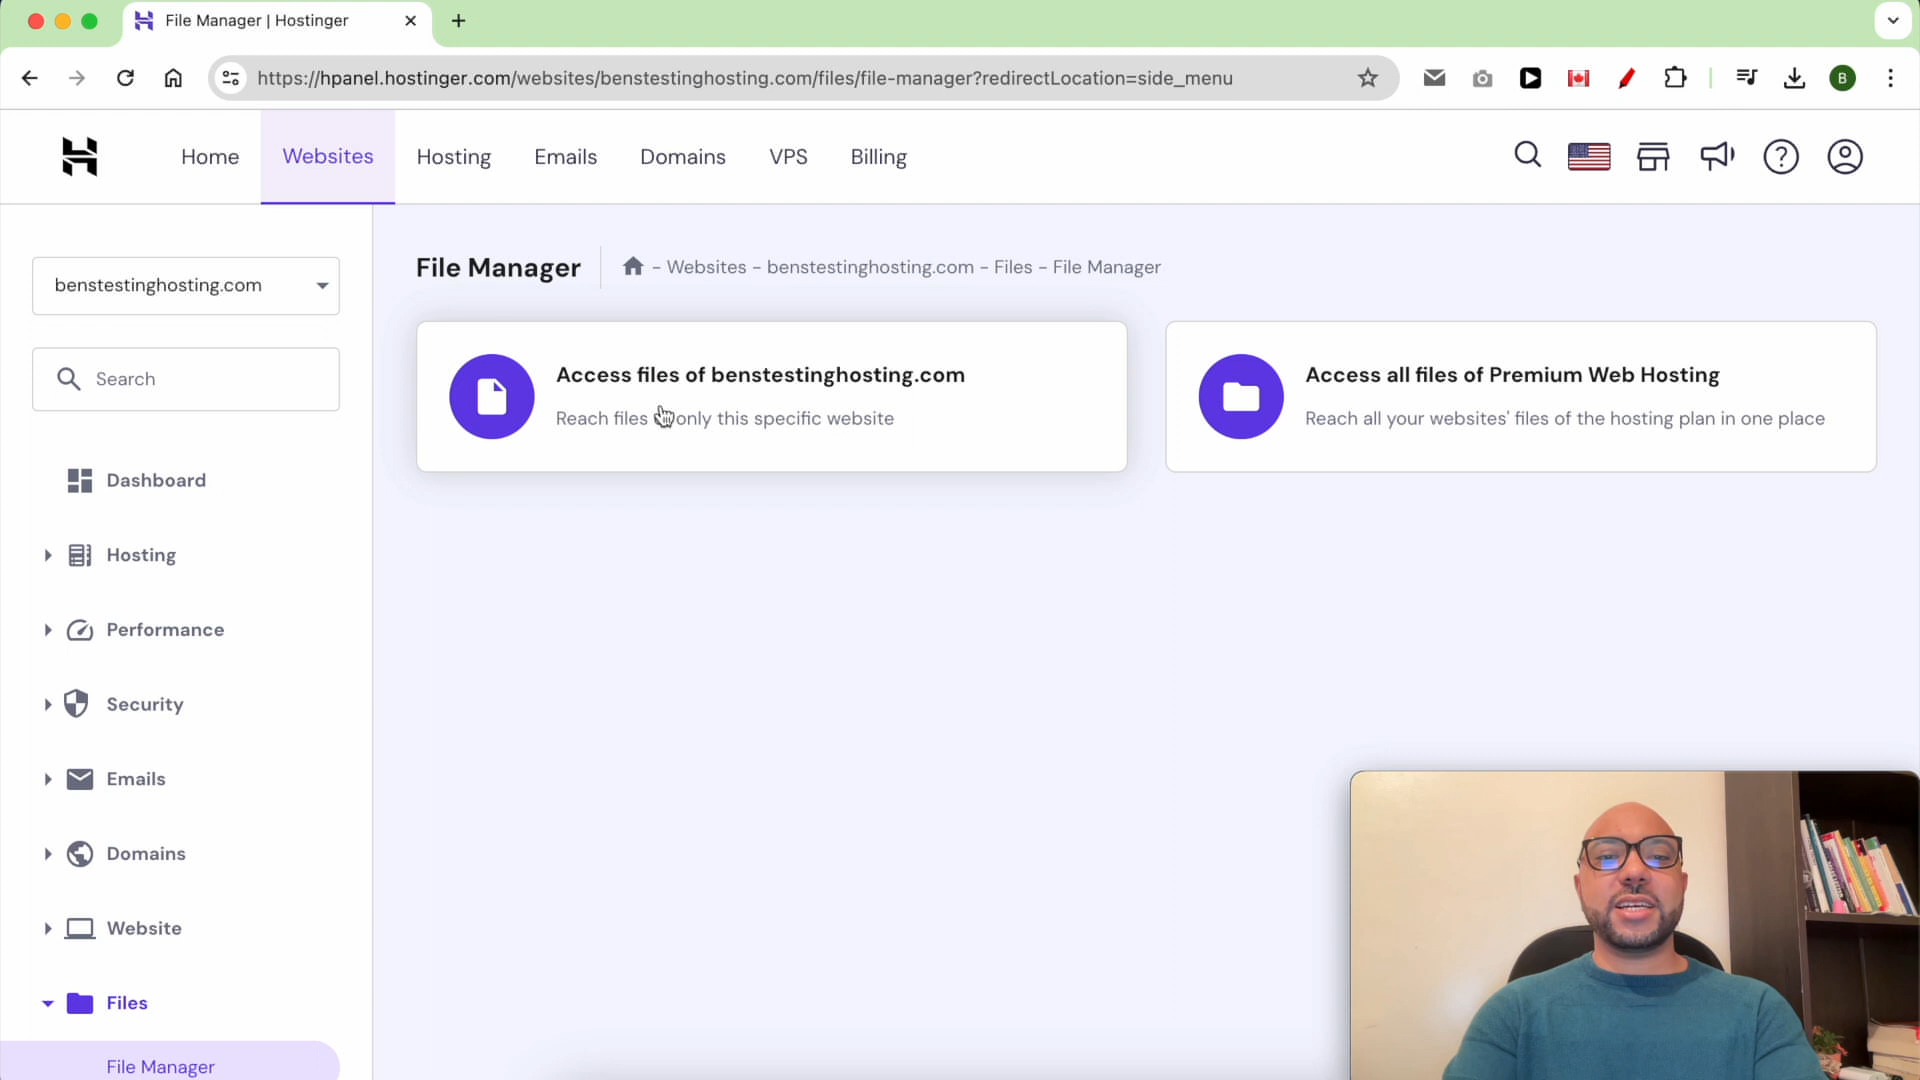 File Manager | Hostinger
https://hpanel.hostinger.com/websites/benstestinghosting.com/files/file-manager?redirectLocation=side_menu
B
Home
Websites
Hosting
Emails
Domains
VPS
Billing
benstestinghosting.com
Search
Dashboard
Hosting
Performance
Security
Emails
Domains
Website
Files
File Manager
File Manager
- Websites - benstestinghosting.com - Files - File Manager
Access files of benstestinghosting.com
Reach files only this specific website
Access all files of Premium Web Hosting
Reach all your websites' files of the hosting plan in one place